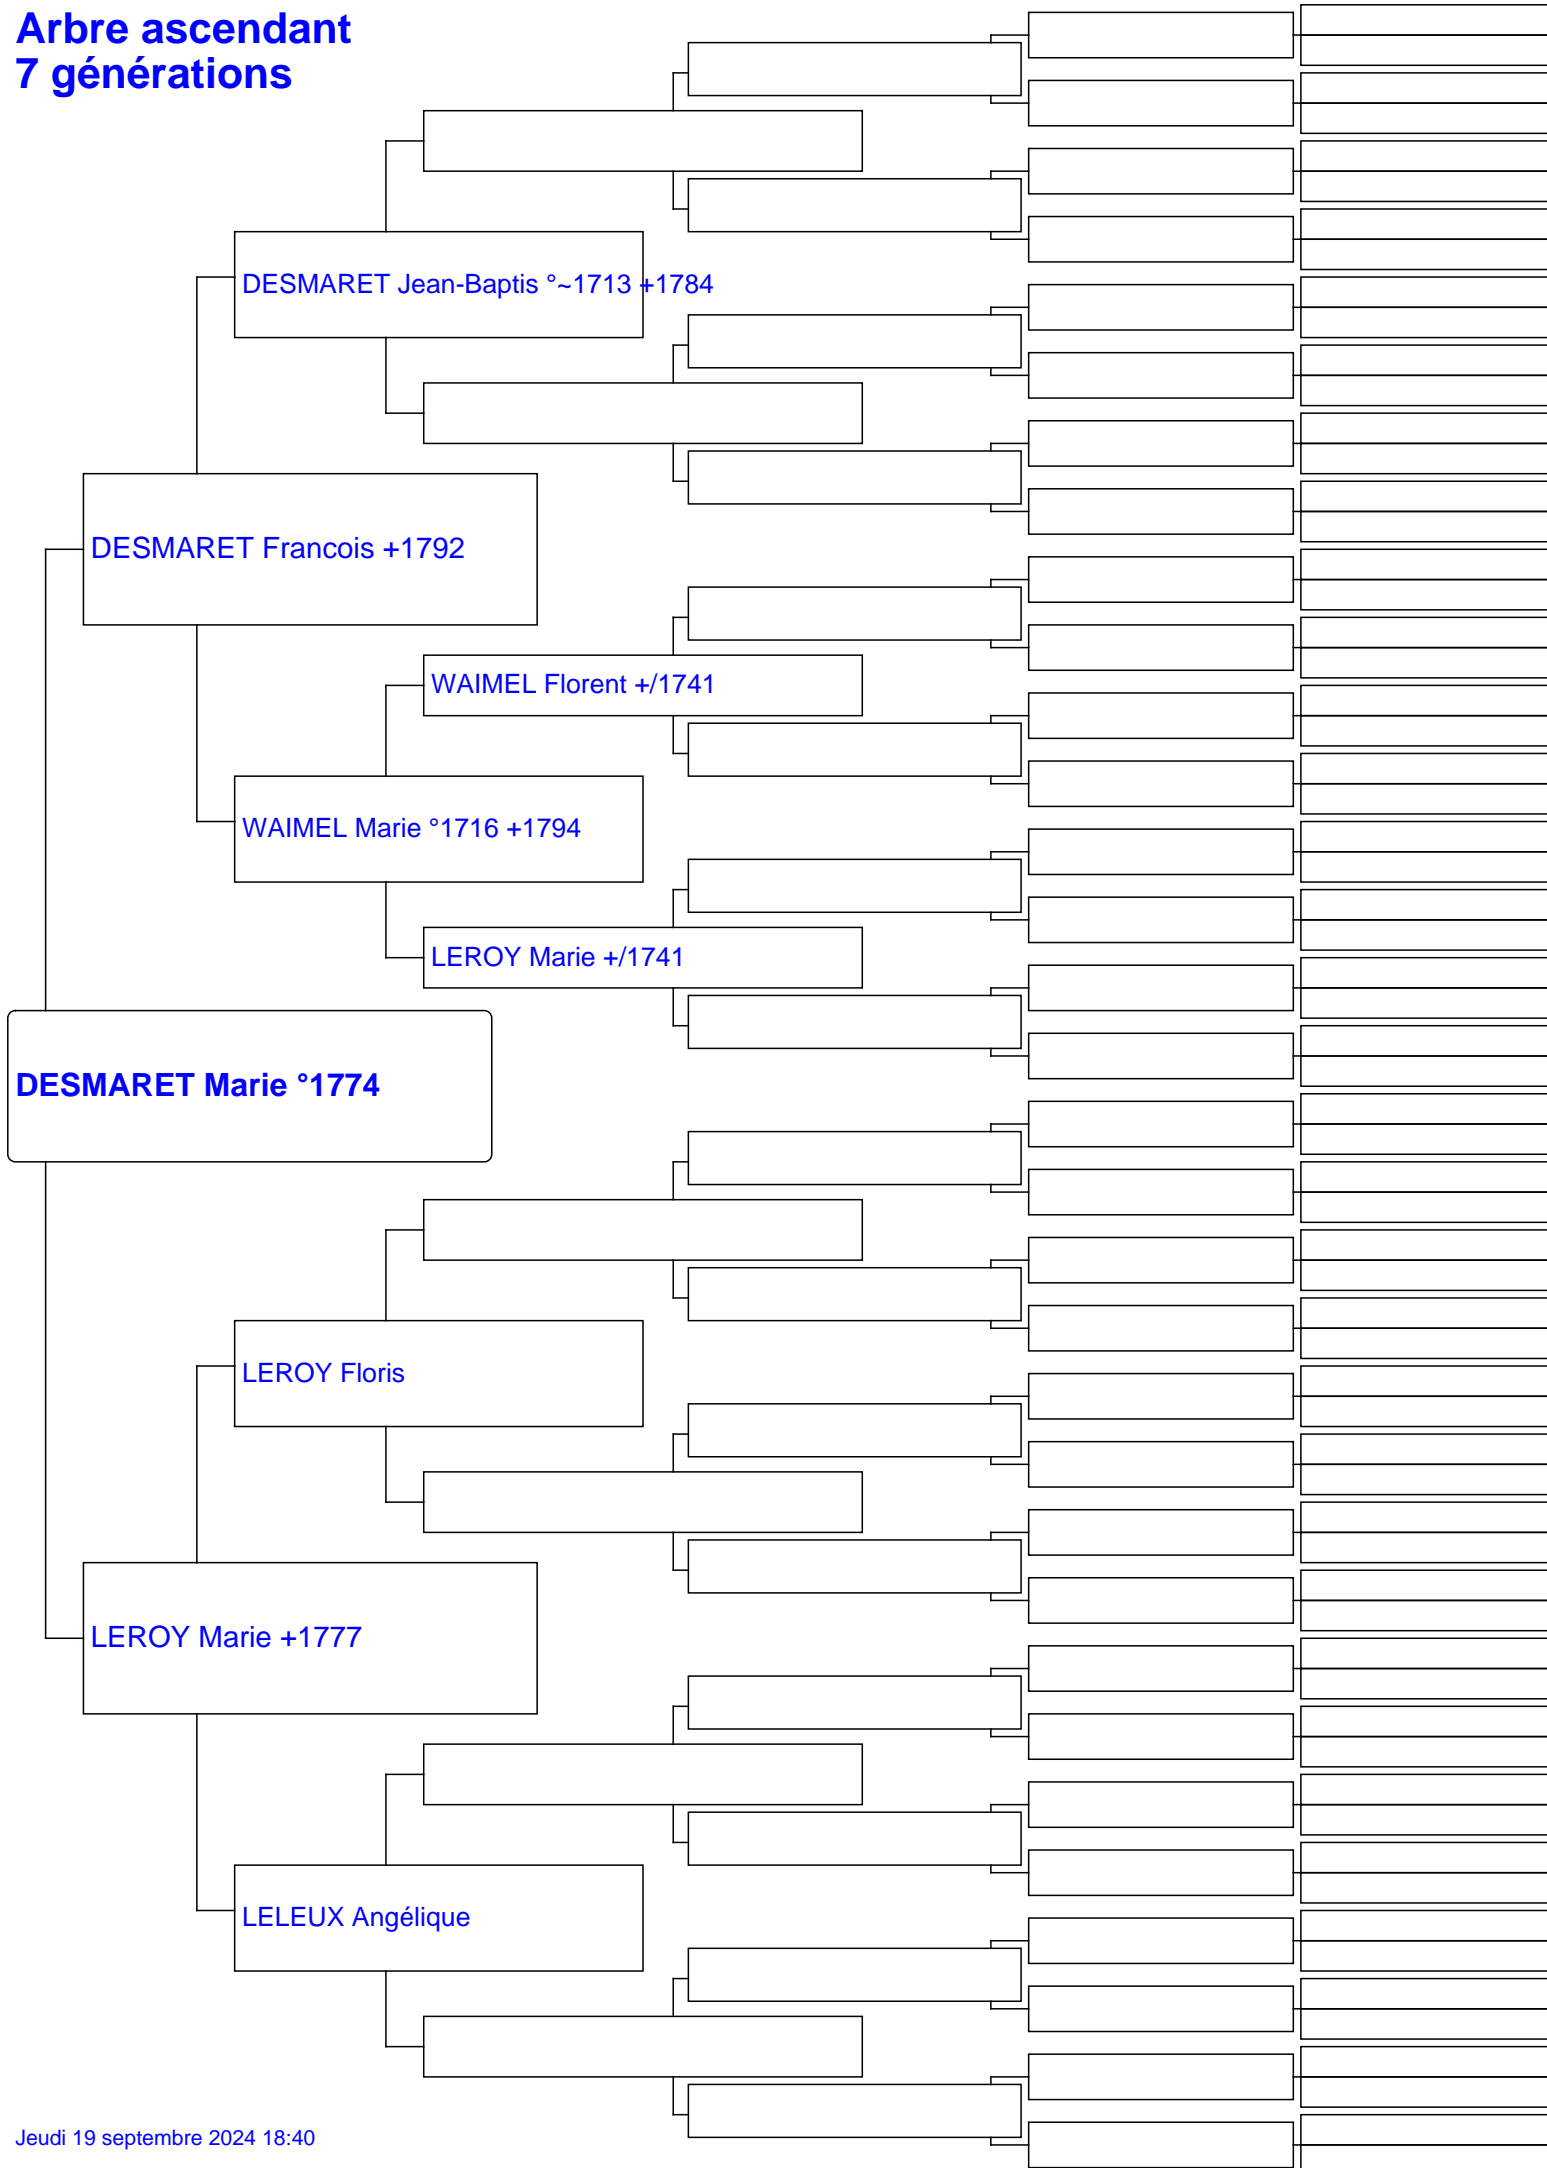 Arbre ascendant
7 générations
DESMARET Jean-Baptis °~1713 +1784
DESMARET Francois +1792
WAIMEL Florent +/1741
WAIMEL Marie °1716 +1794
LEROY Marie +/1741
DESMARET Marie °1774
LEROY Floris
LEROY Marie +1777
LELEUX Angélique
Jeudi 19 septembre 2024 18:40